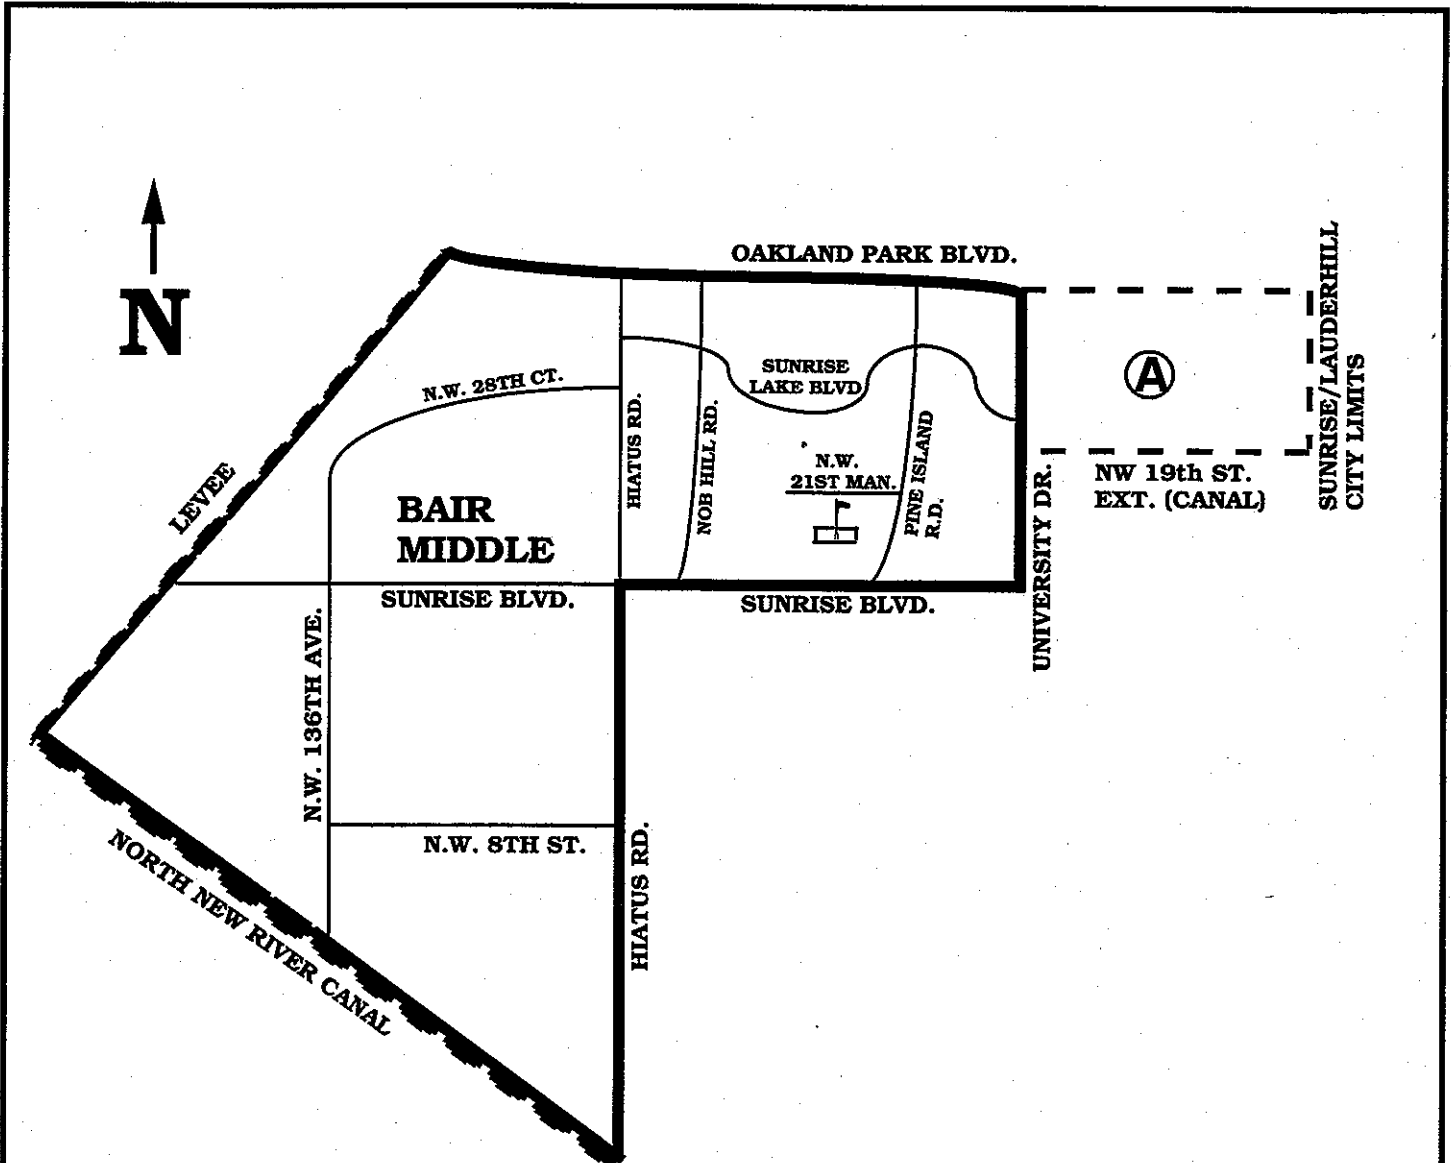 OAKLAND PARK BLVD.
N
SUNRISE/LAUDERHILL
CITY LIMITS
A
SUNRISE
LAKE BLVD
N.W. 28TH CT.
HIATUS RD.
NOB HILL RD.
PINE ISLAND
R.D.
N.W.
21ST MAN.
LEVEE
NW 19th ST.
EXT. (CANAL)
UNIVERSITY DR.
BAIR
MIDDLE
SUNRISE BLVD.
SUNRISE BLVD.
N.W. 136TH AVE.
N.W. 8TH ST.
HIATUS RD.
NORTH NEW RIVER CANAL